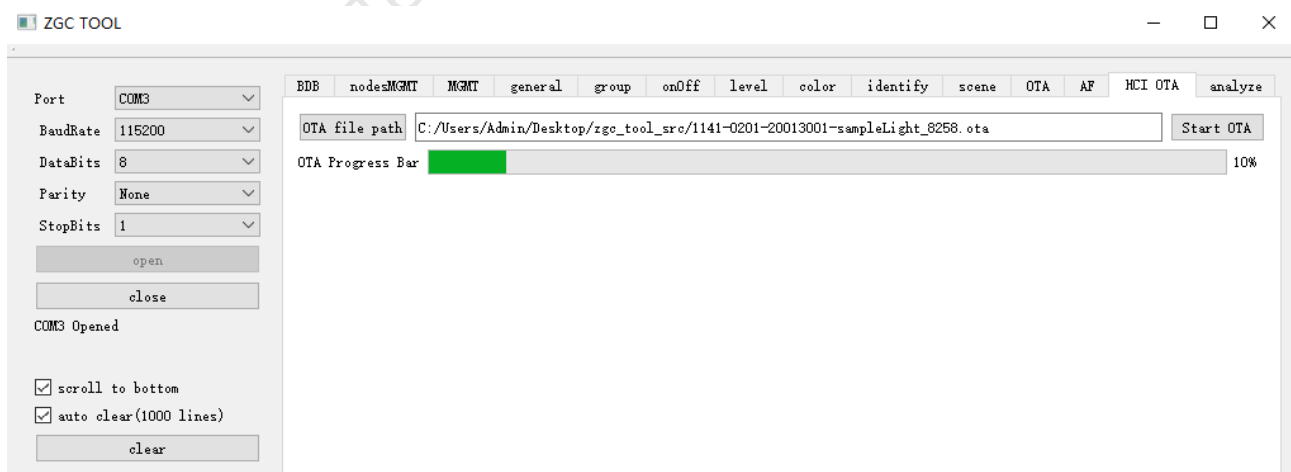 ZGC TOOL
BDB nodesMGMT MGMT general group onOff level color identify scene OTA AF HCI OTA analyze
Port COM3
OTA file path C:/Users/Admin/Desktop/zgc_tool_src/1141-0201-20013001-sampleLight_8258.ota Start OTA
BaudRate 115200
DataBits 8
OTA Progress Bar 10%
Parity None
StopBits 1
open
close
COM3 Opened
scroll to bottom
auto clear(1000 lines)
clear